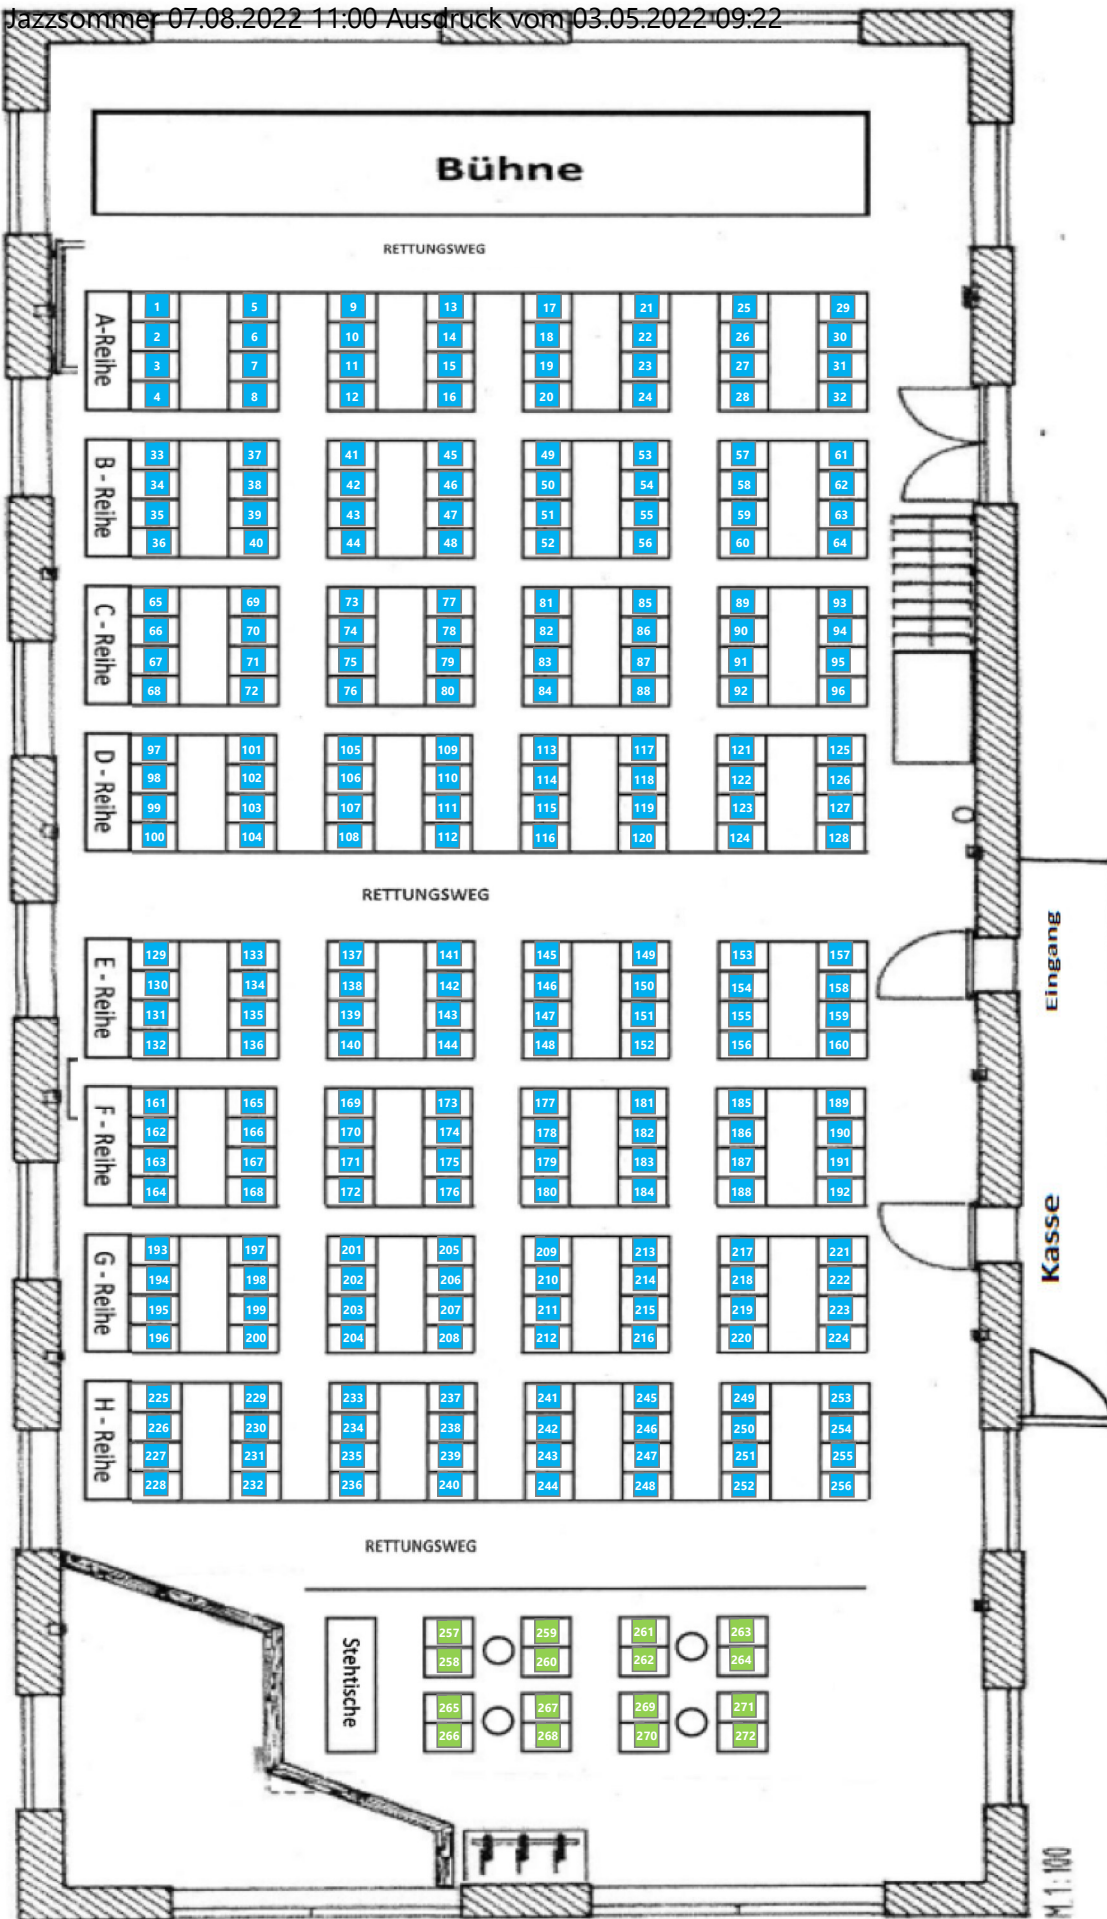 Jazzsommer 07.08.2022 11:00 Ausdruck vom 03.05.2022 09:22
Bühne
RETTUNGSWEG
A-Reihe
1 5 9 13 17 21 25 29
2 6 10 14 18 22 26 30
3 7 11 15 19 23 27 31
4 8 12 16 20 24 28 32
B - Reihe
33 37 41 45 49 53 57 61
34 38 42 46 50 54 58 62
35 39 43 47 51 55 59 63
36 40 44 48 52 56 60 64
C - Reihe
65 69 73 77 81 85 89 93
66 70 74 78 82 86 90 94
67 71 75 79 83 87 91 95
68 72 76 80 84 88 92 96
D - Reihe
97 101 105 109 113 117 121 125
98 102 106 110 114 118 122 126
99 103 107 111 115 119 123 127
100 104 108 112 116 120 124 128
RETTUNGSWEG
Eingang
E - Reihe
129 133 137 141 145 149 153 157
130 134 138 142 146 150 154 158
131 135 139 143 147 151 155 159
132 136 140 144 148 152 156 160
F - Reihe
161 165 169 173 177 181 185 189
162 166 170 174 178 182 186 190
163 167 171 175 179 183 187 191
164 168 172 176 180 184 188 192
Kasse
G - Reihe
193 197 201 205 209 213 217 221
194 198 202 206 210 214 218 222
195 199 203 207 211 215 219 223
196 200 204 208 212 216 220 224
H - Reihe
225 229 233 237 241 245 249 253
226 230 234 238 242 246 250 254
227 231 235 239 243 247 251 255
228 232 236 240 244 248 252 256
RETTUNGSWEG
Stehtische
257 259 261 263
258 260 262 264
265 267 269 271
266 268 270 272
M.1:100